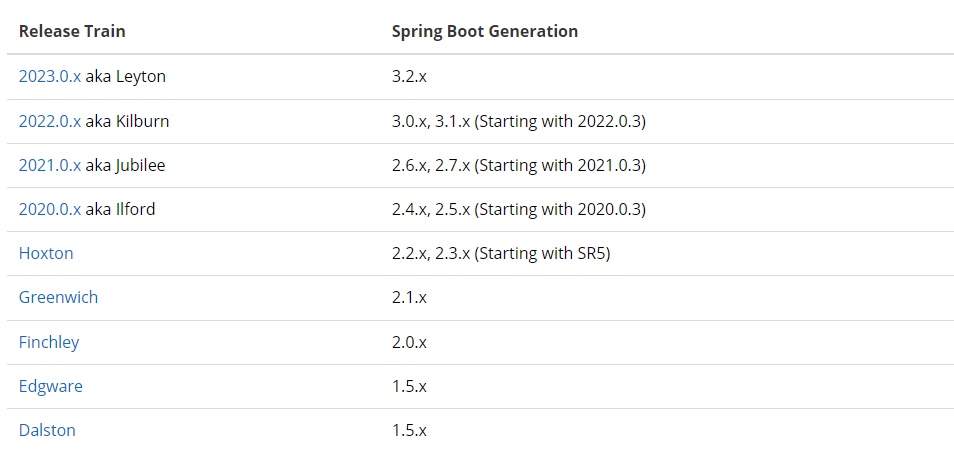 Release Train Spring Boot Generation
2023.0.x aka Leyton 3.2.x
2022.0.x aka Kilburn 3.0.x, 3.1.x (Starting with 2022.0.3)
2021.0.x aka Jubilee 2.6.x, 2.7.x (Starting with 2021.0.3)
2020.0.x aka Ilford 2.4.x, 2.5.x (Starting with 2020.0.3)
Hoxton 2.2.x, 2.3.x (Starting with SR5)
Greenwich 2.1.x
Finchley 2.0.x
Edgware 1.5.x
Dalston 1.5.x